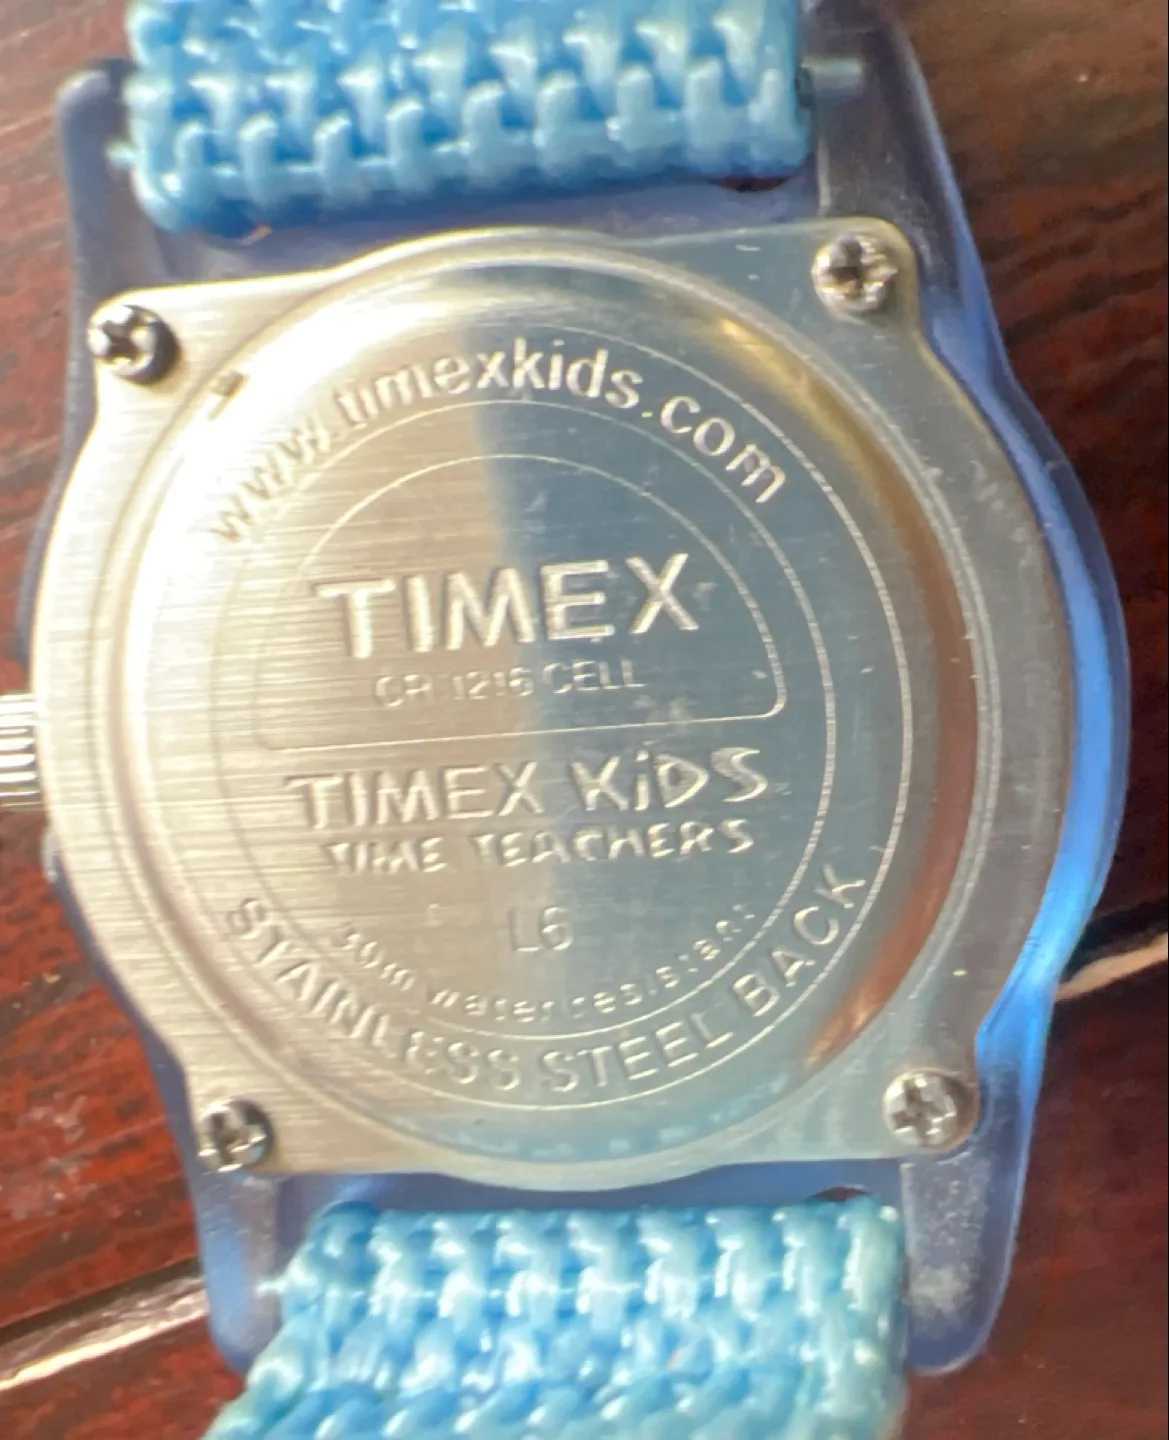 www.timexkids.com
TIMEX
CR 1216 CELL
TIMEX KiDS
TIME TEACHERS
L6
30m water resistant
STAINLESS STEEL BACK